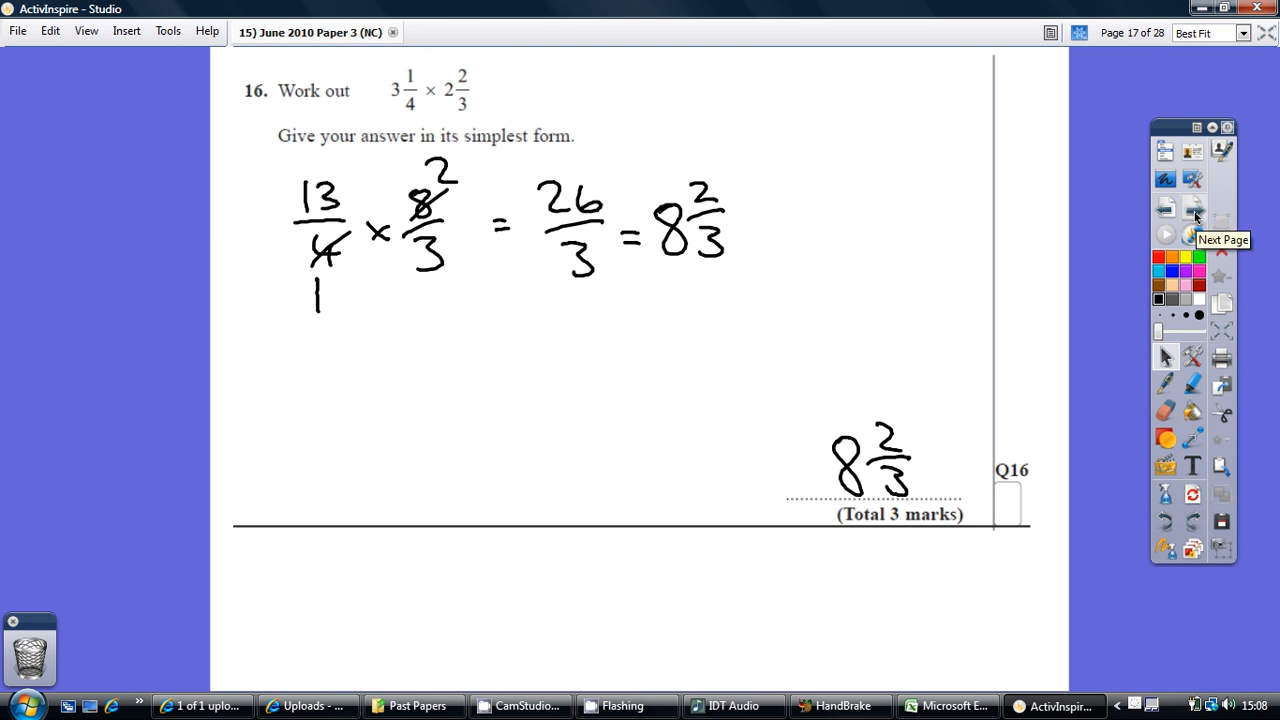 ActivInspire - Studio
File Edit View Insert Tools Help
15) June 2010 Paper 3 (NC)
Page 17 of 28
Best Fit
16. Work out 3 1/4 × 2 2/3
Give your answer in its simplest form.
13/4 × 8/3 = 26/3 = 8 2/3
2
1
Next Page
8 2/3
Q16
(Total 3 marks)
T
1 of 1 uplo...
Uploads - ...
Past Papers
CamStudio...
Flashing
IDT Audio
HandBrake
Microsoft E...
ActivInspire...
15:08